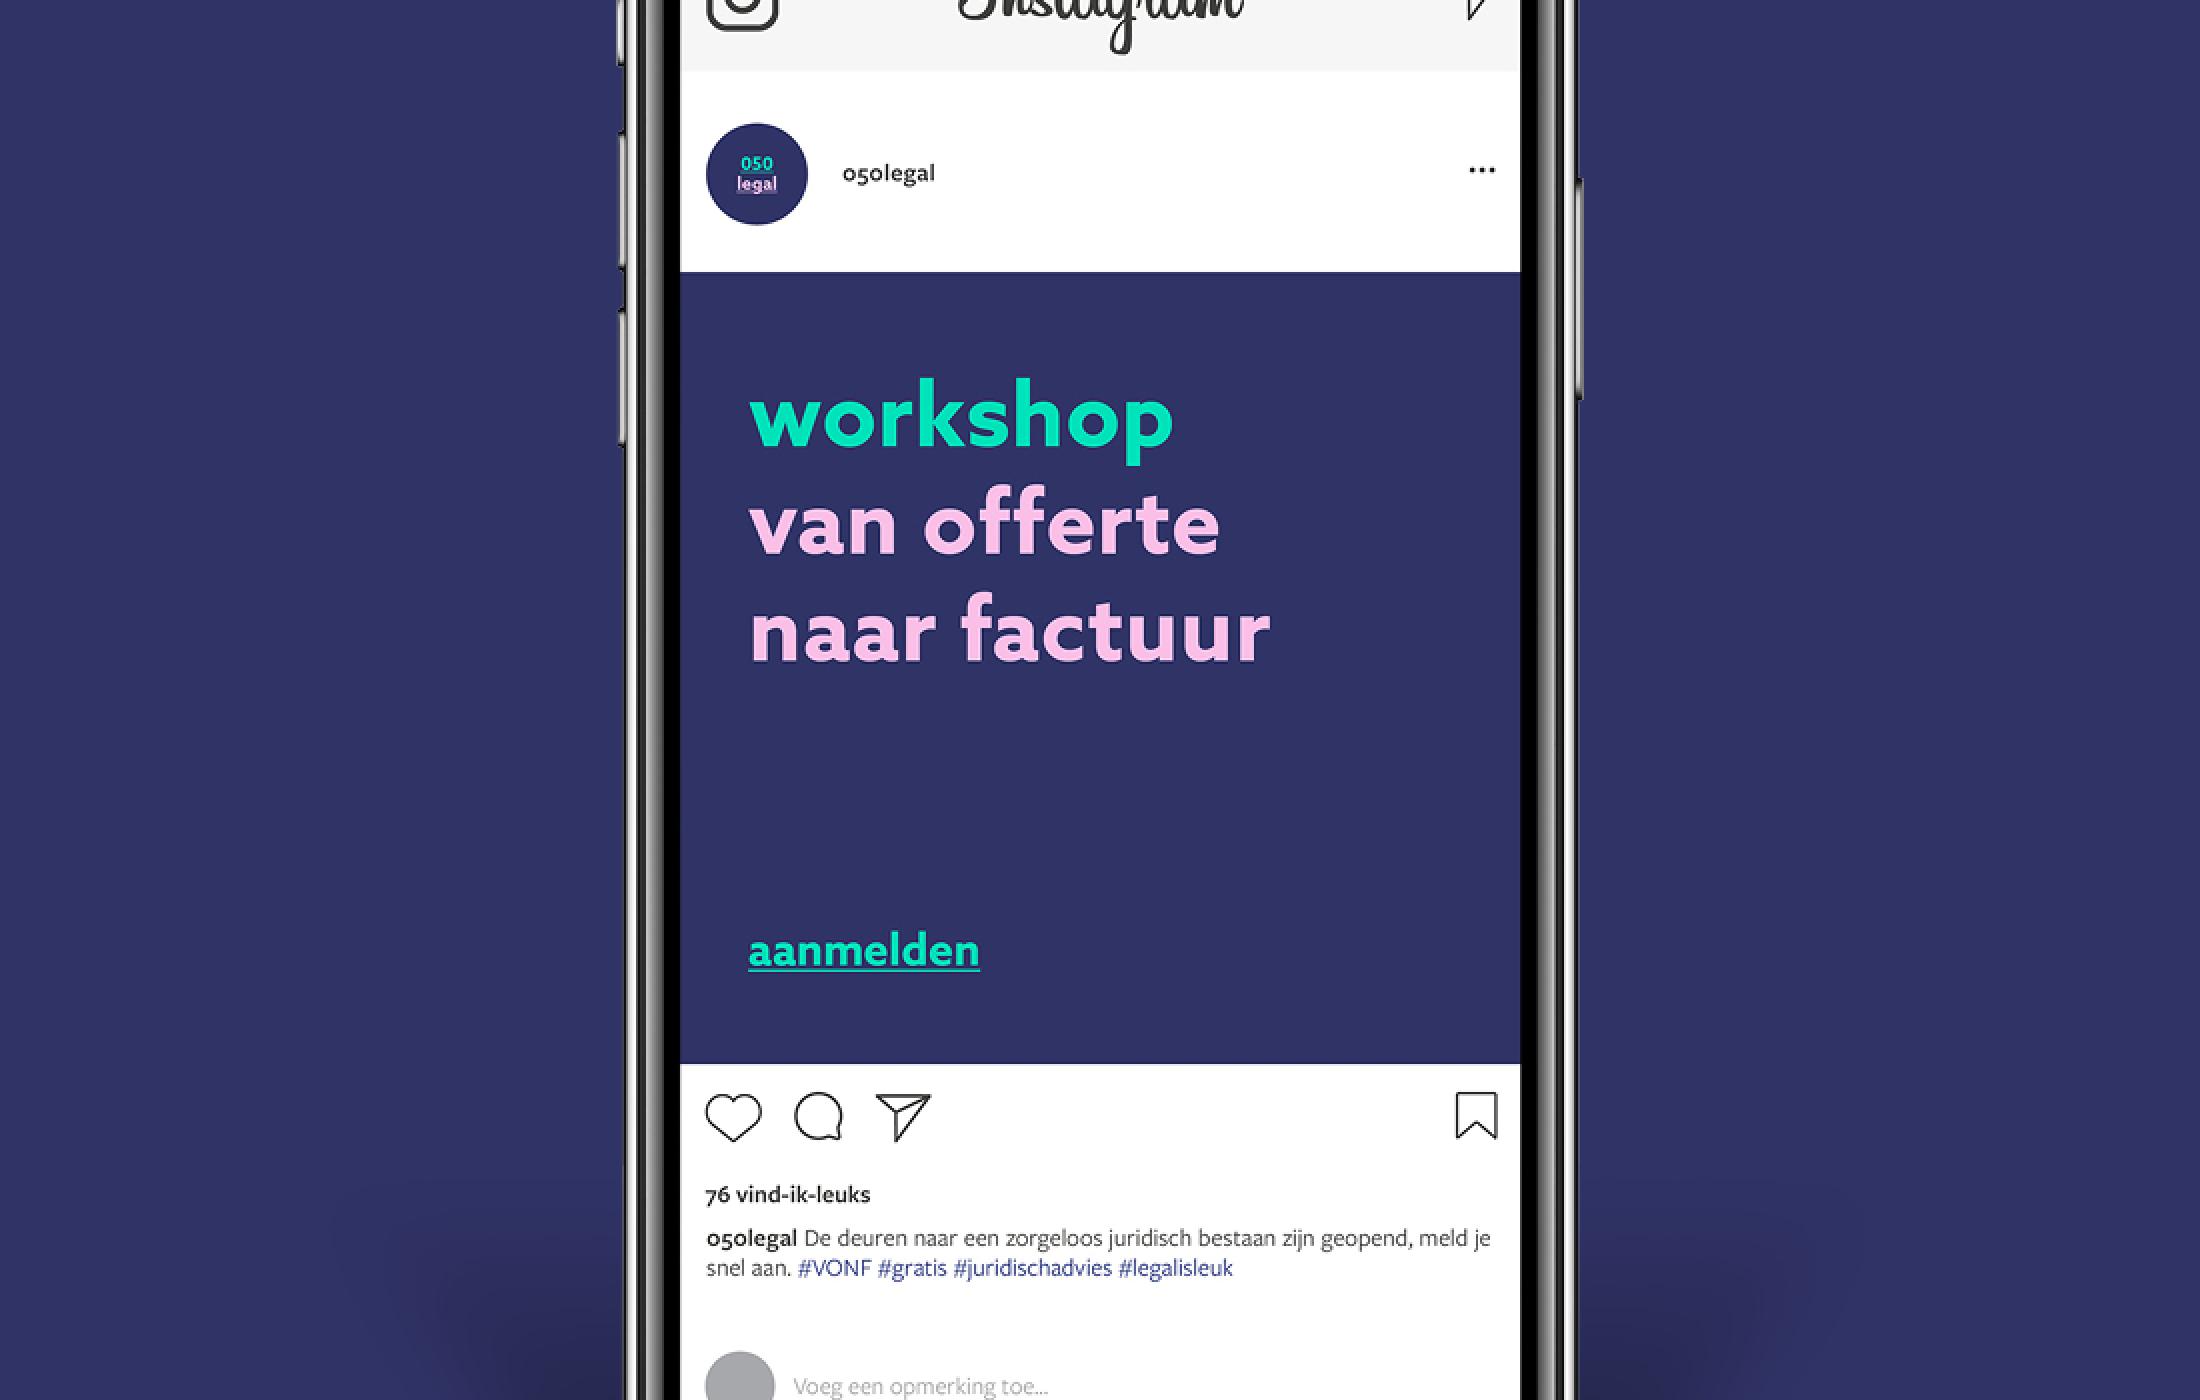 Instagram
050
legal
050legal
workshop
van offerte
naar factuur
aanmelden
76 vind-ik-leuks
050legal De deuren naar een zorgeloos juridisch bestaan zijn geopend, meld je
snel aan. #VONF #gratis #juridischadvies #legalisleuk
Voeg een opmerking toe...